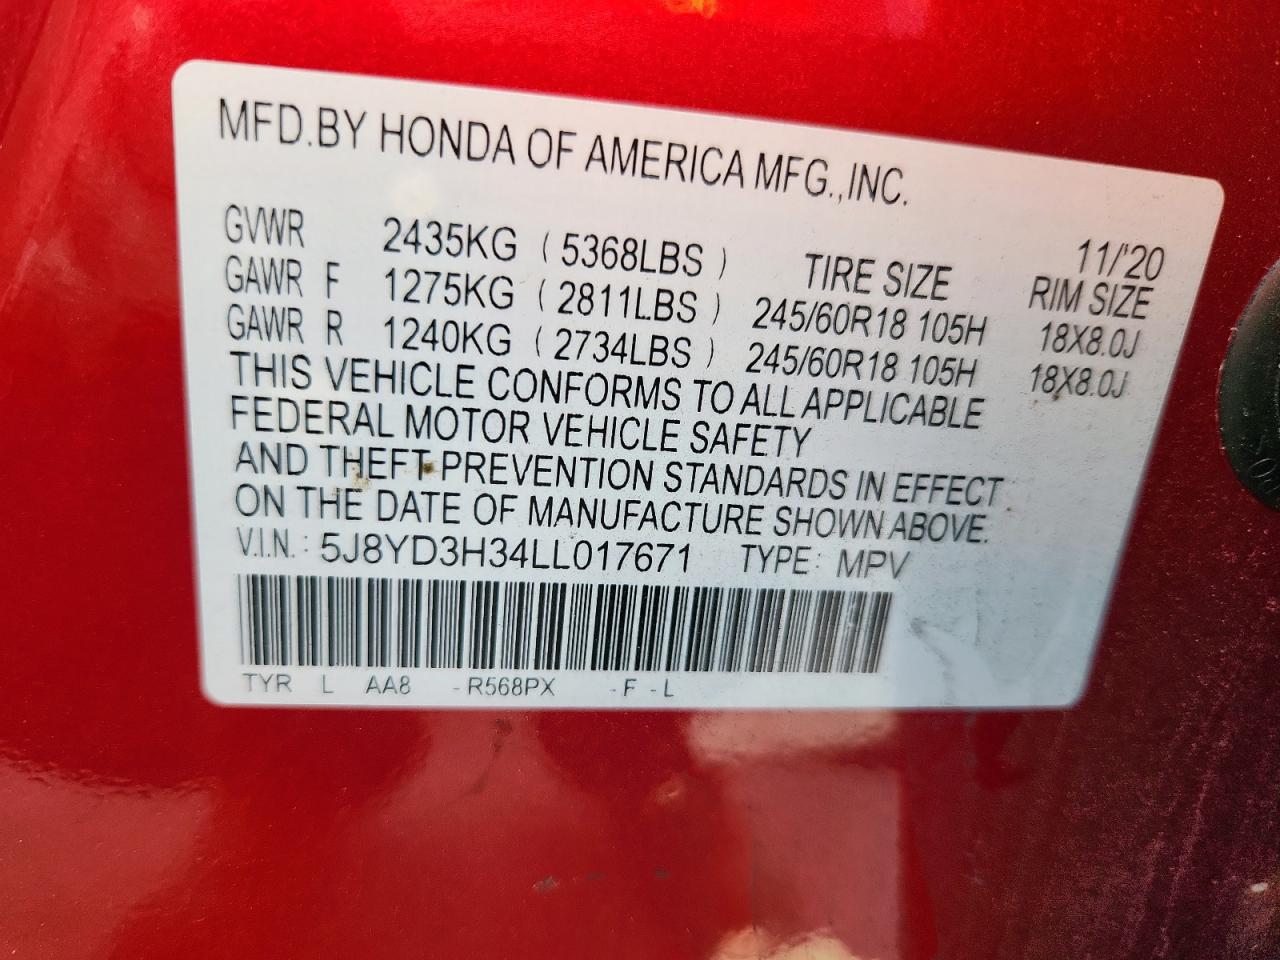 MFD.BY HONDA OF AMERICA MFG.,INC.
11/'20
GVWR 2435KG (5368LBS) TIRE SIZE RIM SIZE
GAWR F 1275KG (2811LBS) 245/60R18 105H 18X8.0J
GAWR R 1240KG (2734LBS) 245/60R18 105H 18X8.0J
THIS VEHICLE CONFORMS TO ALL APPLICABLE
FEDERAL MOTOR VEHICLE SAFETY
AND THEFT PREVENTION STANDARDS IN EFFECT
ON THE DATE OF MANUFACTURE SHOWN ABOVE.
V.I.N.: 5J8YD3H34LL017671 TYPE: MPV
TYR L AA8 -R568PX -F -L